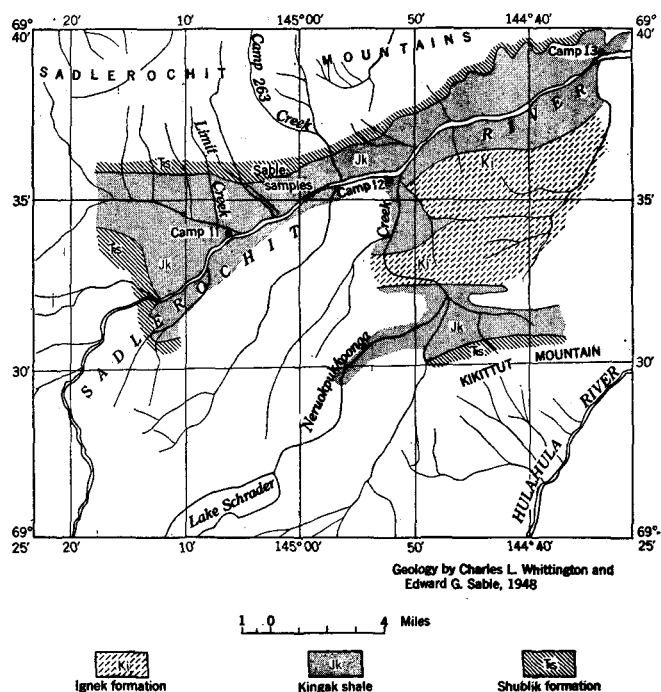 20' 10' 145°00' 50' 144°40'
69° 40' 69° 40'
SADLEROCHIT MOUNTAINS
Camp 263 Creek
Limit Creek
Camp 13
RIVER
Ts
Jk
Ki
Sable samples
Camp 12
35' 35'
Creek
Camp 11
Ts
Jk
Ki
SADLEROCHIT
Jk
Ts
30' 30'
KIKITTUT MOUNTAIN
Neruokpukkoonga
HULAHULA RIVER
Lake Schrader
69° 25' 69° 25'
20' 10' 145°00' 50' 144°40'
Geology by Charles L. Whittington and
Edward G. Sable, 1948
1 0 4 Miles
Ki Jk Ts
Ignek formation Kingak shale Shublik formation